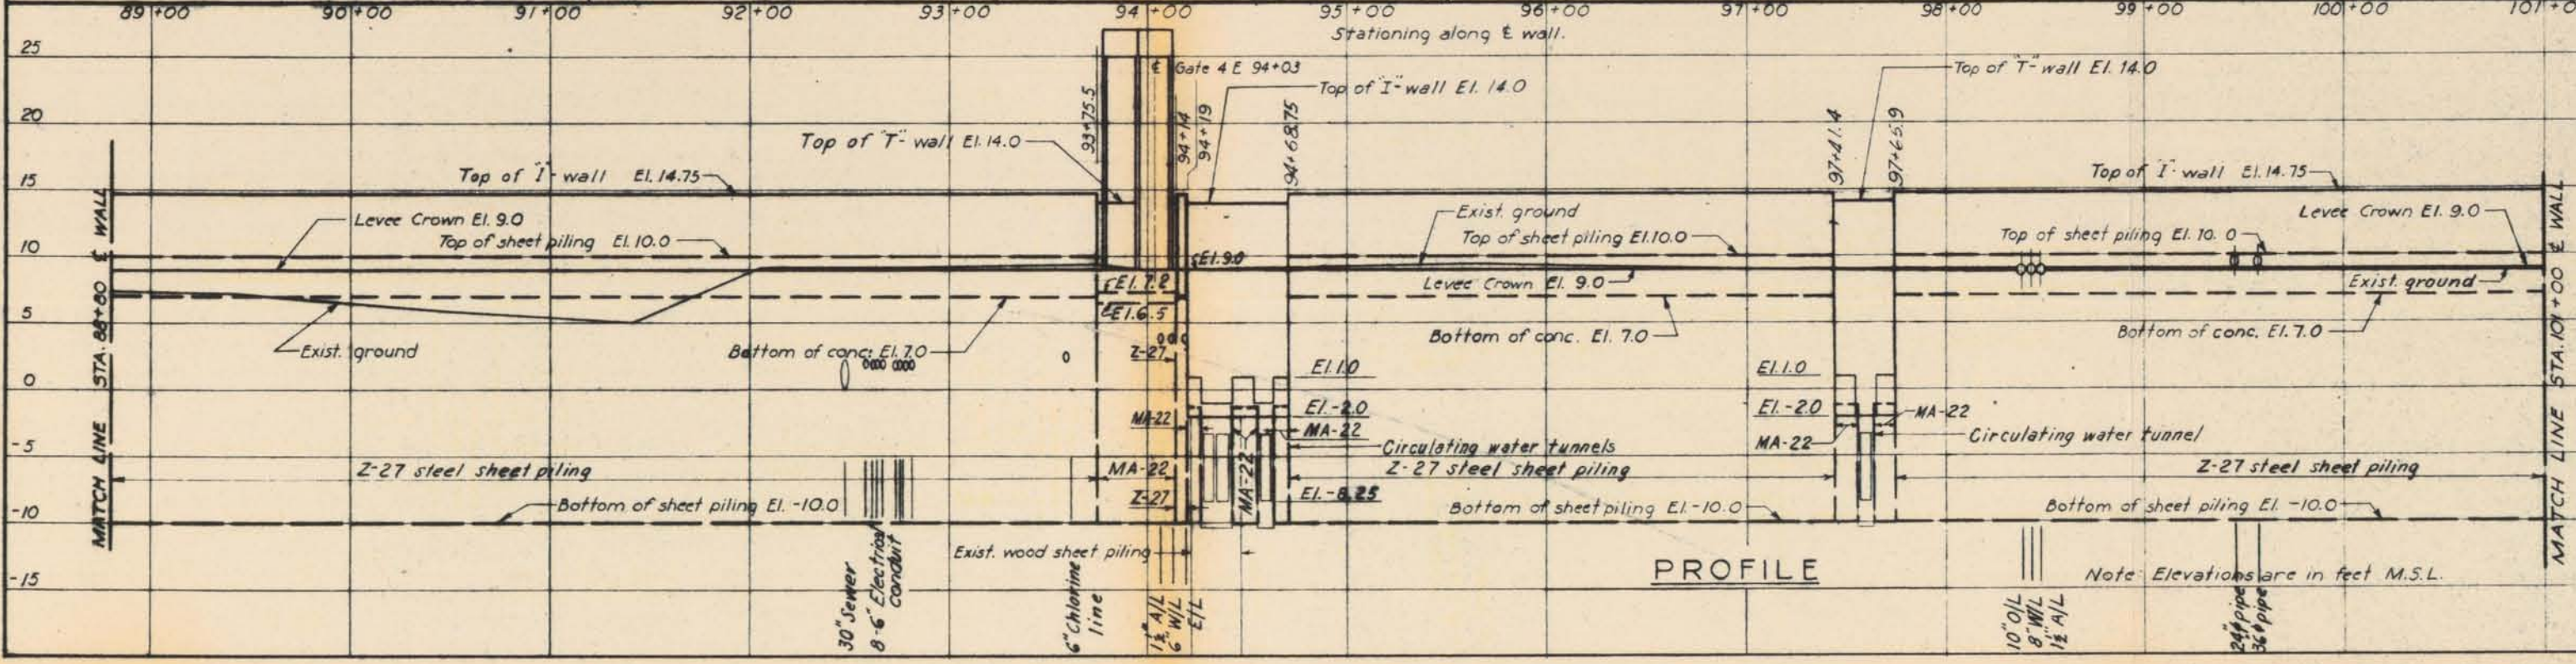 89+00 90+00 91+00 92+00 93+00 94+00 95+00 96+00 97+00 98+00 99+00 100+00 101+0
Stationing along ℄ wall.
25
20
15
10
5
0
-5
-10
-15
℄ Gate 4 E 94+03
Top of "I"-wall El. 14.0
Top of "T"-wall El. 14.0
93+75.5
94+14
94+19
94+68.75
97+41.4
97+65.9
Top of "T"-wall El. 14.0
Top of "I"-wall El. 14.75
Top of "I"-wall El. 14.75
MATCH LINE STA. 88+80 ℄ WALL
Levee Crown El. 9.0
Top of sheet piling El. 10.0
Exist. ground
Top of sheet piling El. 10.0
Levee Crown El. 9.0
Top of sheet piling El. 10.0
Levee Crown El. 9.0
Exist. ground
El. 9.0
El. 7.2
El. 6.5
Exist. ground
Bottom of conc. El. 7.0
Bottom of conc. El. 7.0
Bottom of conc. El. 7.0
Z-27
El. 1.0
El. 1.0
El. -2.0
El. -2.0
MA-22
MA-22
MA-22
MA-22
Circulating water tunnels
Circulating water tunnel
Z-27 steel sheet piling
MA-22
MA-22
Z-27 steel sheet piling
Z-27 steel sheet piling
Z-27
El. -8.25
Bottom of sheet piling El. -10.0
Bottom of sheet piling El. -10.0
Bottom of sheet piling El. -10.0
Exist. wood sheet piling
PROFILE
Note: Elevations are in feet M.S.L.
30" Sewer
8-6" Electrical conduit
6" Chlorine line
1½" A/L
6" W/L
E/L
10" O/L
8" W/L
1½" A/L
24"φ pipe
36"φ pipe
MATCH LINE STA. 101+00 ℄ WALL